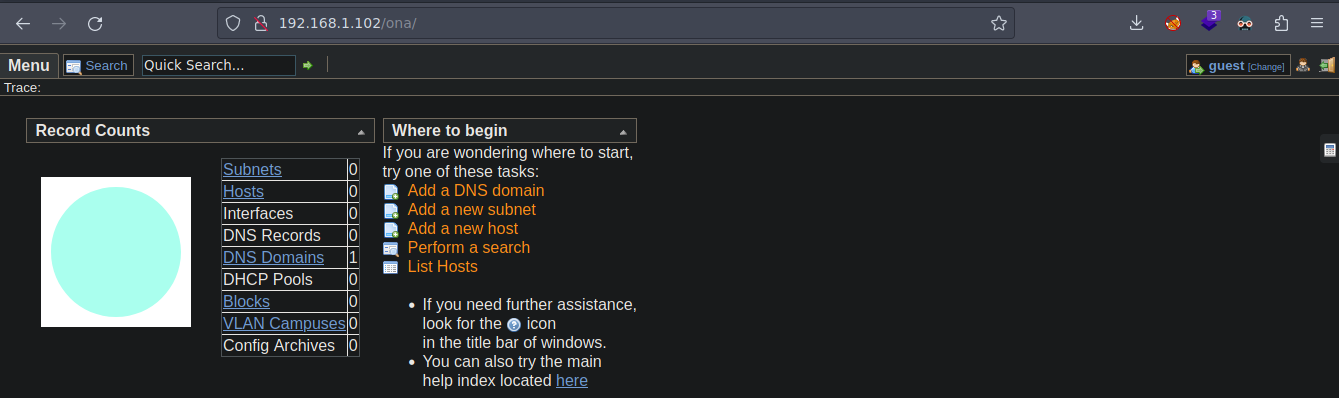 192.168.1.102/ona/
3
Menu
Search
Quick Search...
guest [Change]
Trace:
Record Counts
Subnets 0
Hosts 0
Interfaces 0
DNS Records 0
DNS Domains 1
DHCP Pools 0
Blocks 0
VLAN Campuses 0
Config Archives 0
Where to begin
If you are wondering where to start,
try one of these tasks:
Add a DNS domain
Add a new subnet
Add a new host
Perform a search
List Hosts
• If you need further assistance,
look for the ? icon
in the title bar of windows.
• You can also try the main
help index located here